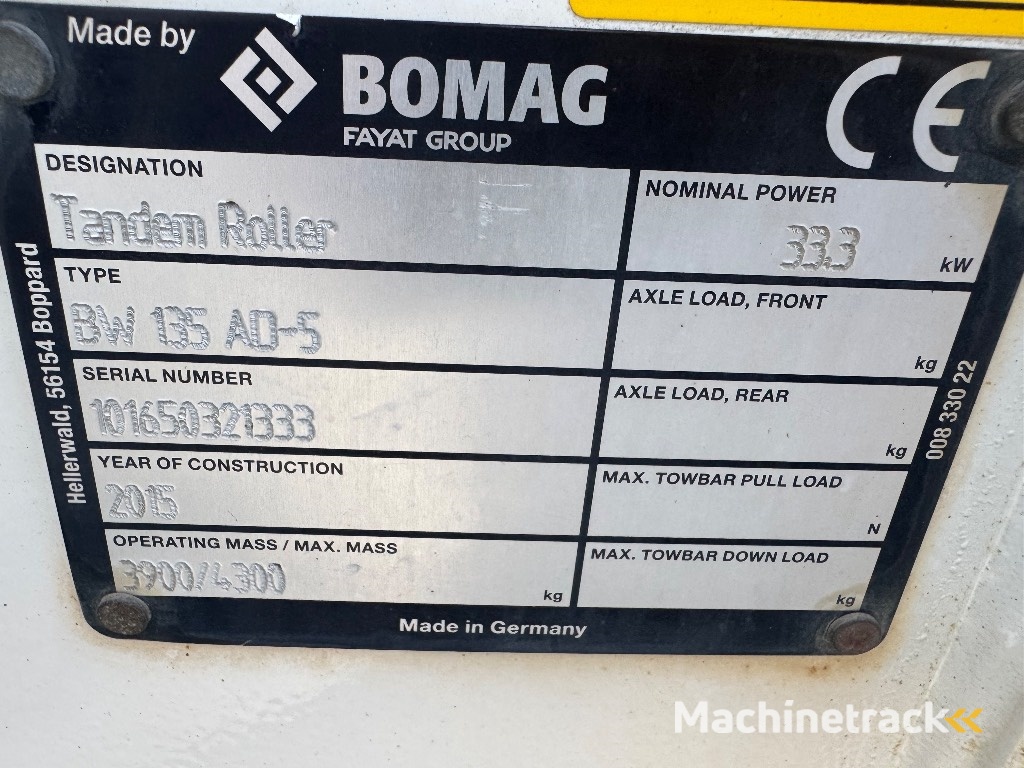 Made by
BOMAG
FAYAT GROUP
CE
DESIGNATION
Tandem Roller
NOMINAL POWER
33.3
kW
TYPE
BW 135 AD-5
AXLE LOAD, FRONT
kg
SERIAL NUMBER
101650321333
AXLE LOAD, REAR
kg
YEAR OF CONSTRUCTION
2015
MAX. TOWBAR PULL LOAD
N
OPERATING MASS / MAX. MASS
3900/4300
kg
MAX. TOWBAR DOWN LOAD
kg
Made in Germany
Hellerwald, 56154 Boppard
008 330 22
Machinetrack